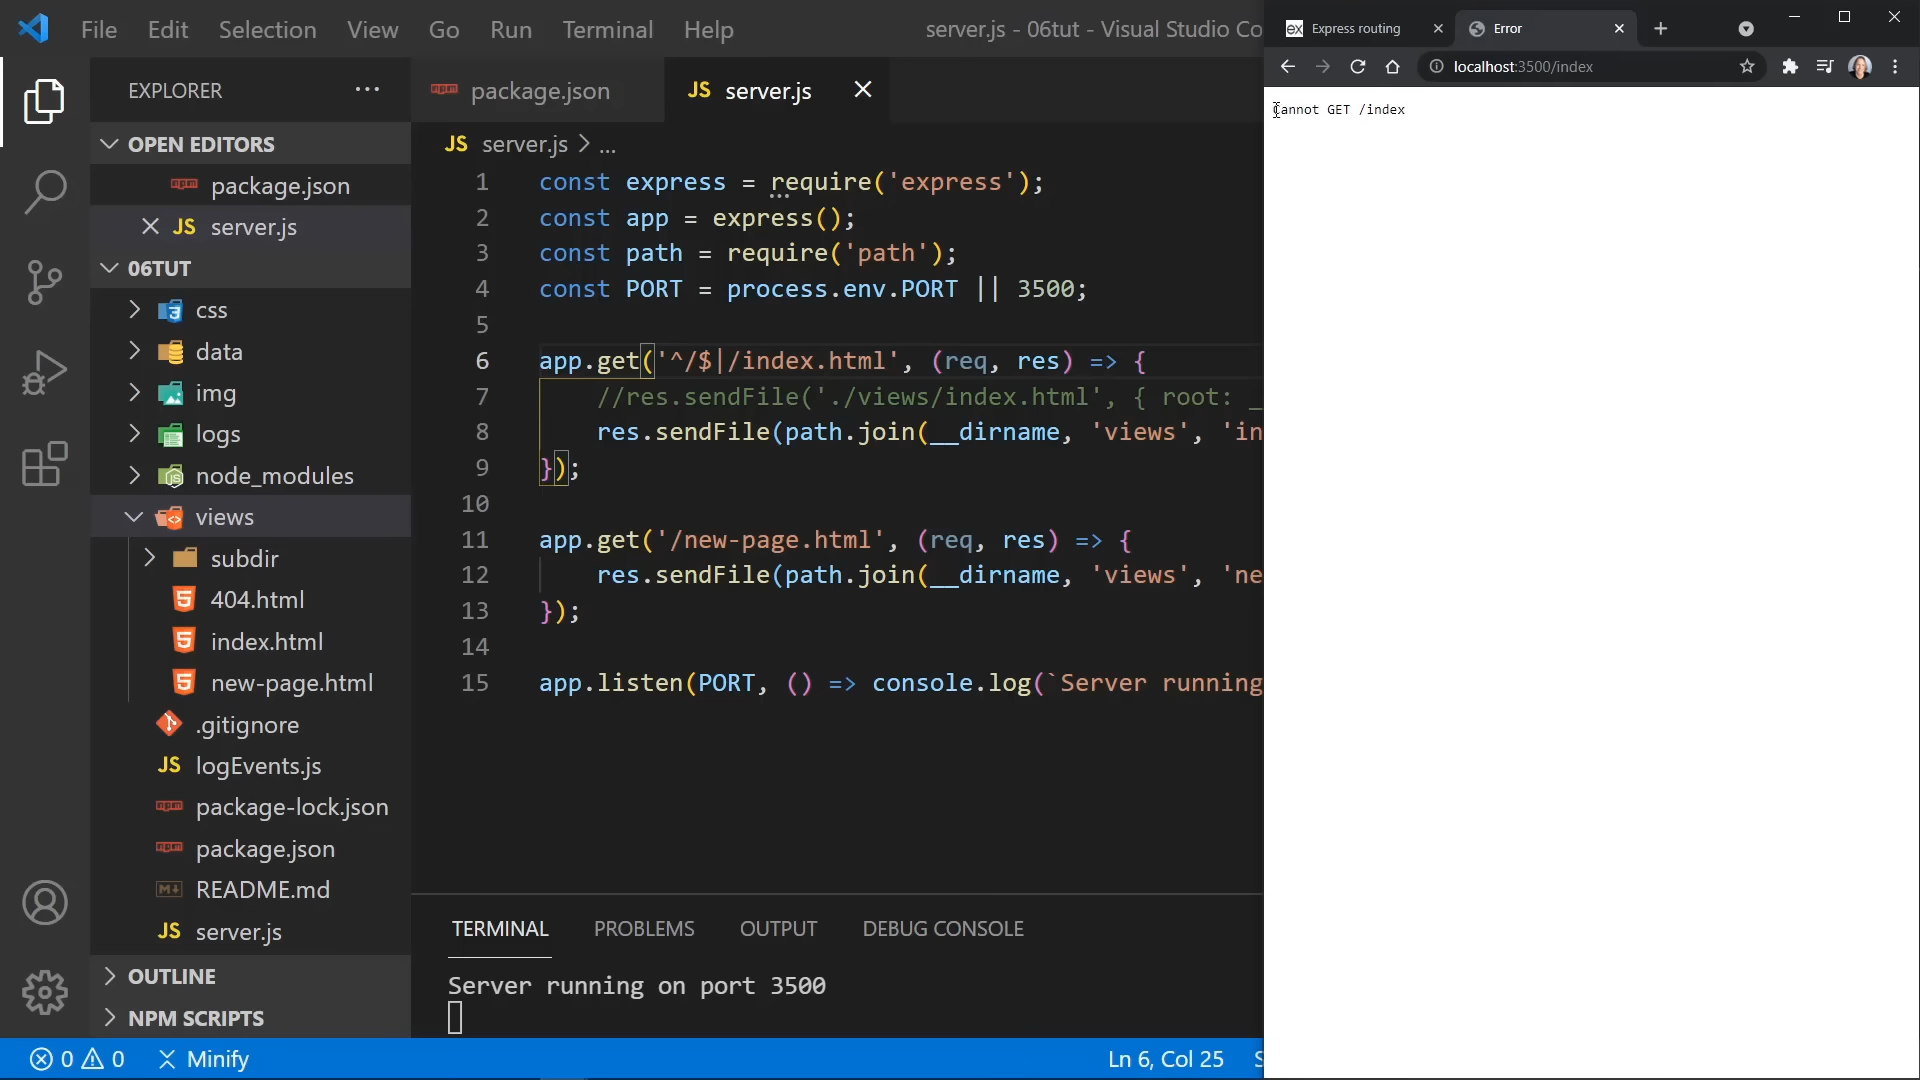 File Edit Selection View Go Run Terminal Help server.js - 06tut - Visual Studio Co
EXPLORER ...
OPEN EDITORS
package.json
JS server.js
06TUT
css
data
img
logs
node_modules
views
subdir
404.html
index.html
new-page.html
.gitignore
JS logEvents.js
package-lock.json
package.json
README.md
JS server.js
OUTLINE
NPM SCRIPTS
package.json JS server.js
JS server.js > ...
1 const express = require('express');
2 const app = express();
3 const path = require('path');
4 const PORT = process.env.PORT || 3500;
5
6 app.get('^/$|/index.html', (req, res) => {
7 //res.sendFile('./views/index.html', { root: _
8 res.sendFile(path.join(__dirname, 'views', 'in
9 });
10
11 app.get('/new-page.html', (req, res) => {
12 res.sendFile(path.join(__dirname, 'views', 'ne
13 });
14
15 app.listen(PORT, () => console.log(`Server running
TERMINAL PROBLEMS OUTPUT DEBUG CONSOLE
Server running on port 3500
0 0 Minify Ln 6, Col 25 S
ex Express routing Error
localhost:3500/index
Cannot GET /index